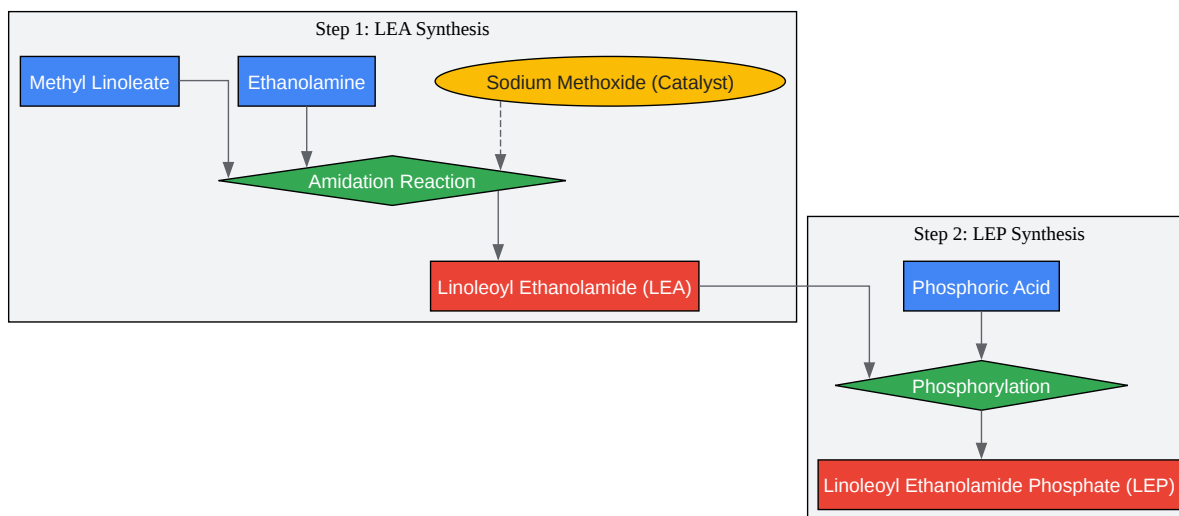 Step 1: LEA Synthesis
Methyl Linoleate
Ethanolamine
Sodium Methoxide (Catalyst)
Amidation Reaction
Linoleoyl Ethanolamide (LEA)
Step 2: LEP Synthesis
Phosphoric Acid
Phosphorylation
Linoleoyl Ethanolamide Phosphate (LEP)